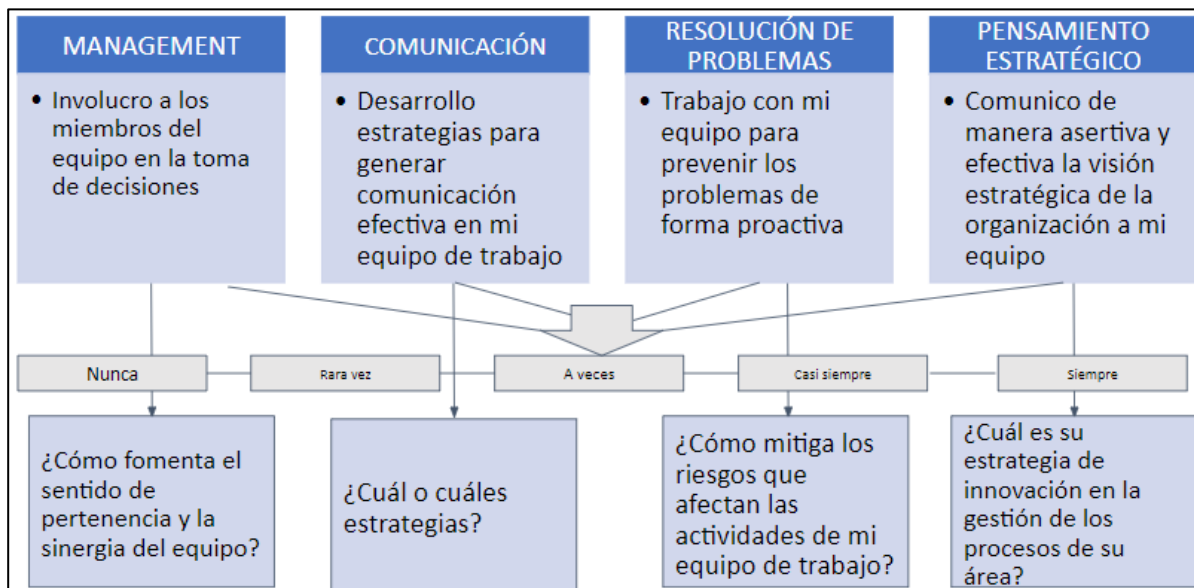 MANAGEMENT
• Involucro a los
miembros del
equipo en la toma
de decisiones
COMUNICACIÓN
• Desarrollo
estrategias para
generar
comunicación
efectiva en mi
equipo de trabajo
RESOLUCIÓN DE
PROBLEMAS
• Trabajo con mi
equipo para
prevenir los
problemas de
forma proactiva
PENSAMIENTO
ESTRATÉGICO
• Comunico de
manera asertiva y
efectiva la visión
estratégica de la
organización a mi
equipo
Nunca
Rara vez
A veces
Casi siempre
Siempre
¿Cómo fomenta el
sentido de
pertenencia y la
sinergia del equipo?
¿Cuál o cuáles
estrategias?
¿Cómo mitiga los
riesgos que
afectan las
actividades de mi
equipo de trabajo?
¿Cuál es su
estrategia de
innovación en la
gestión de los
procesos de su
área?